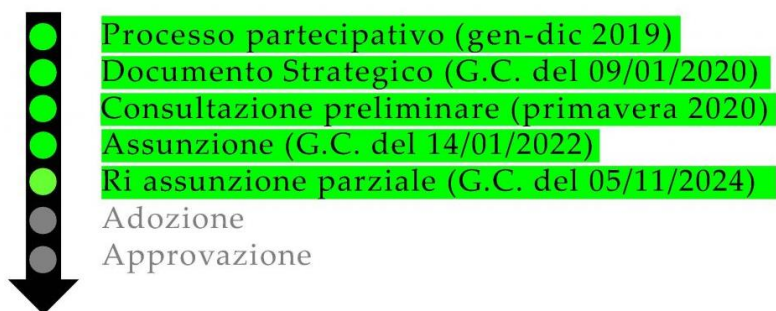 Processo partecipativo (gen-dic 2019)
Documento Strategico (G.C. del 09/01/2020)
Consultazione preliminare (primavera 2020)
Assunzione (G.C. del 14/01/2022)
Ri assunzione parziale (G.C. del 05/11/2024)
Adozione
Approvazione